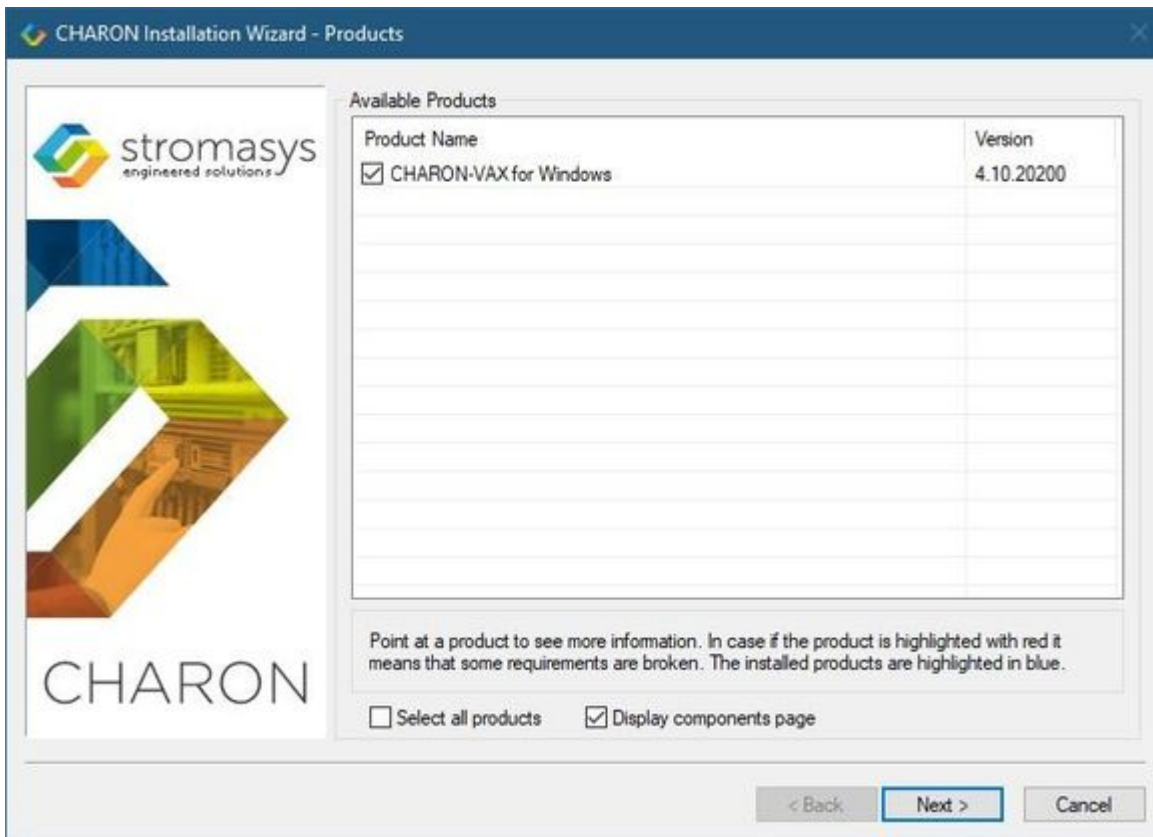 CHARON Installation Wizard - Products
stromasys
engineered solutions
CHARON
Available Products
Product Name Version
CHARON-VAX for Windows 4.10.20200
Point at a product to see more information. In case if the product is highlighted with red it
means that some requirements are broken. The installed products are highlighted in blue.
Select all products Display components page
< Back Next > Cancel